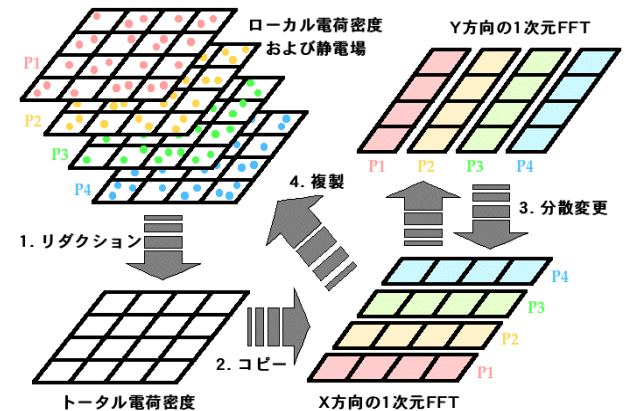 ローカル電荷密度
および静電場
P1
P2
P3
P4
1. リダクション
トータル電荷密度
2. コピー
X方向の1次元FFT
P1
P2
P3
P4
3. 分散変更
Y方向の1次元FFT
P1 P2 P3 P4
4. 複製